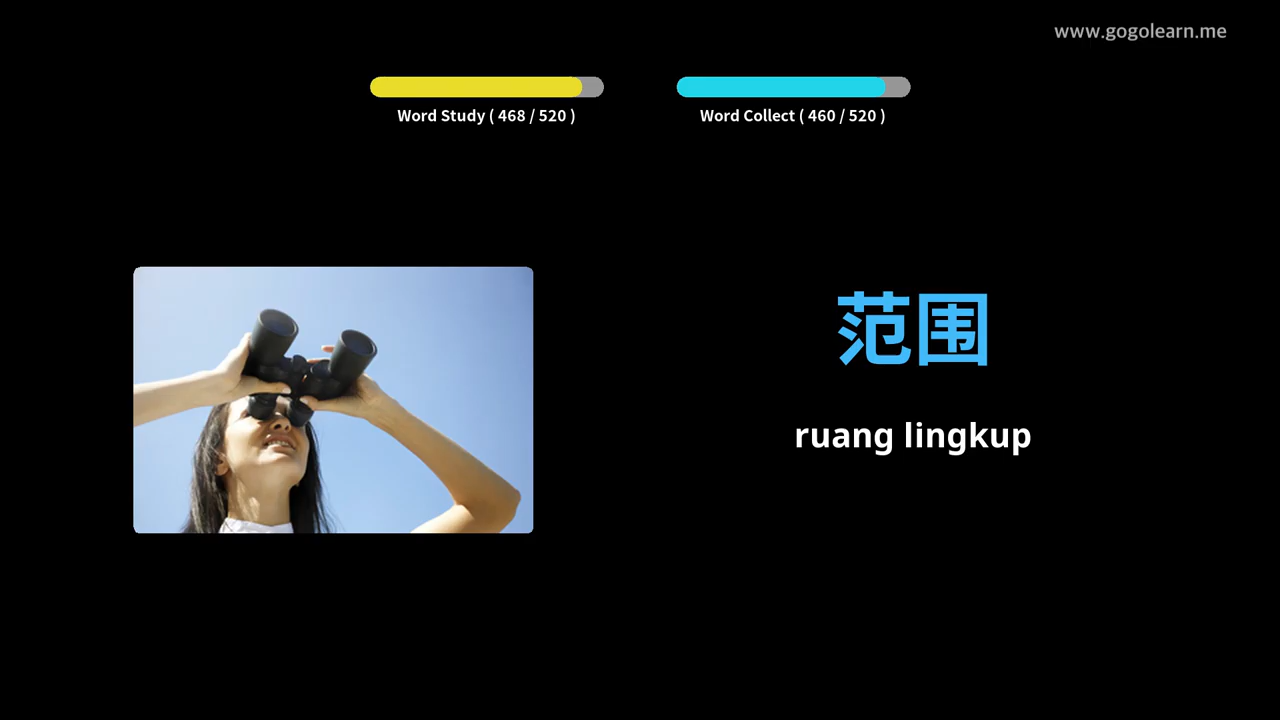 www.gogolearn.me
Word Study ( 468 / 520 )
Word Collect ( 460 / 520 )
范围
ruang lingkup